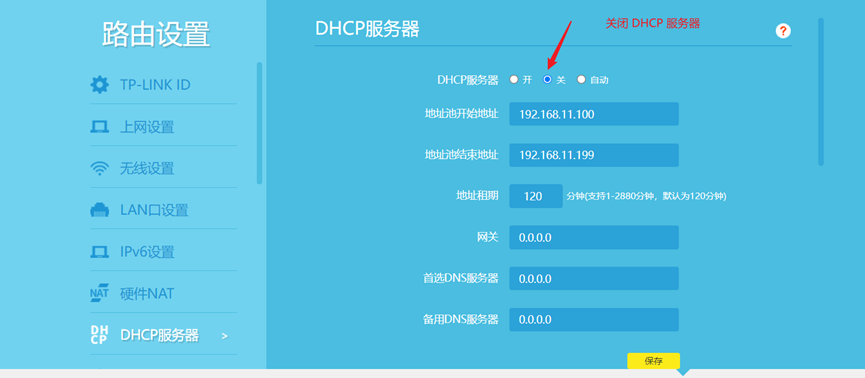 路由设置
TP-LINK ID
上网设置
无线设置
LAN口设置
IPv6设置
NAT 硬件NAT
DHCP DHCP服务器 >
DHCP服务器
关闭 DHCP 服务器
?
DHCP服务器 开 关 自动
地址池开始地址 192.168.11.100
地址池结束地址 192.168.11.199
地址租期 120 分钟(支持1-2880分钟，默认为120分钟)
网关 0.0.0.0
首选DNS服务器 0.0.0.0
备用DNS服务器 0.0.0.0
保存